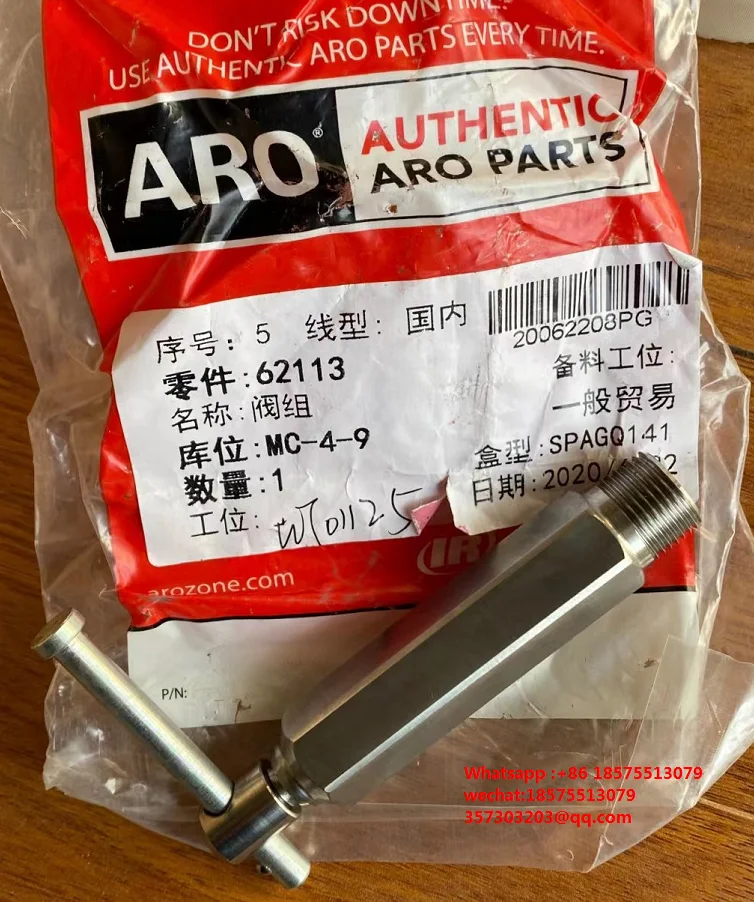 DON'T RISK DOWNTIME.
USE AUTHENTIC ARO PARTS EVERY TIME.
ARO®
AUTHENTIC
ARO PARTS
序号: 5 线型: 国内
20062208PG
零件:62113
备料工位:
名称:阀组
一般贸易
库位:MC-4-9
盒型:SPAGQ141
数量:1
日期:2020/
工位:
IR
arozone.com
P/N:
Whatsapp :+86 18575513079
wechat:18575513079
357303203@qq.com